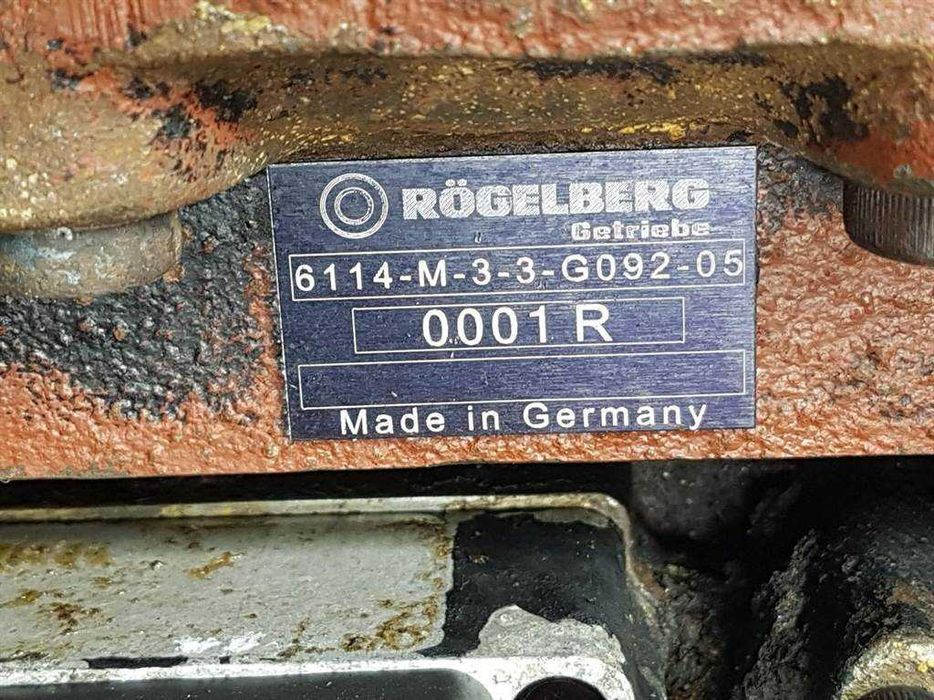 RÖGELBERG
Getriebe
6114-M-3-3-G092-05
0001 R
Made in Germany